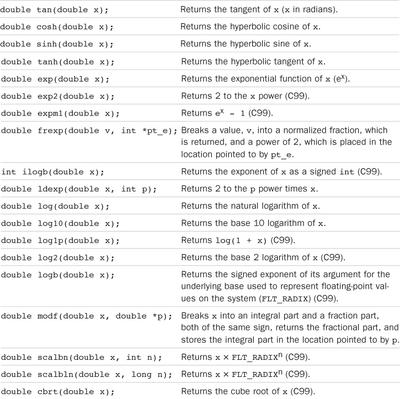 double tan(double x); Returns the tangent of x (x in radians).
double cosh(double x); Returns the hyperbolic cosine of x.
double sinh(double x); Returns the hyperbolic sine of x.
double tanh(double x); Returns the hyperbolic tangent of x.
double exp(double x); Returns the exponential function of x (eˣ).
double exp2(double x); Returns 2 to the x power (C99).
double expm1(double x); Returns eˣ - 1 (C99).
double frexp(double v, int *pt_e); Breaks a value, v, into a normalized fraction, which
is returned, and a power of 2, which is placed in the
location pointed to by pt_e.
int ilogb(double x); Returns the exponent of x as a signed int (C99).
double ldexp(double x, int p); Returns 2 to the p power times x.
double log(double x); Returns the natural logarithm of x.
double log10(double x); Returns the base 10 logarithm of x.
double log1p(double x); Returns log(1 + x) (C99).
double log2(double x); Returns the base 2 logarithm of x (C99).
double logb(double x); Returns the signed exponent of its argument for the
underlying base used to represent floating-point val-
ues on the system (FLT_RADIX) (C99).
double modf(double x, double *p); Breaks x into an integral part and a fraction part,
both of the same sign, returns the fractional part, and
stores the integral part in the location pointed to by p.
double scalbn(double x, int n); Returns x × FLT_RADIXⁿ (C99).
double scalbln(double x, long n); Returns x × FLT_RADIXⁿ (C99).
double cbrt(double x); Returns the cube root of x (C99).